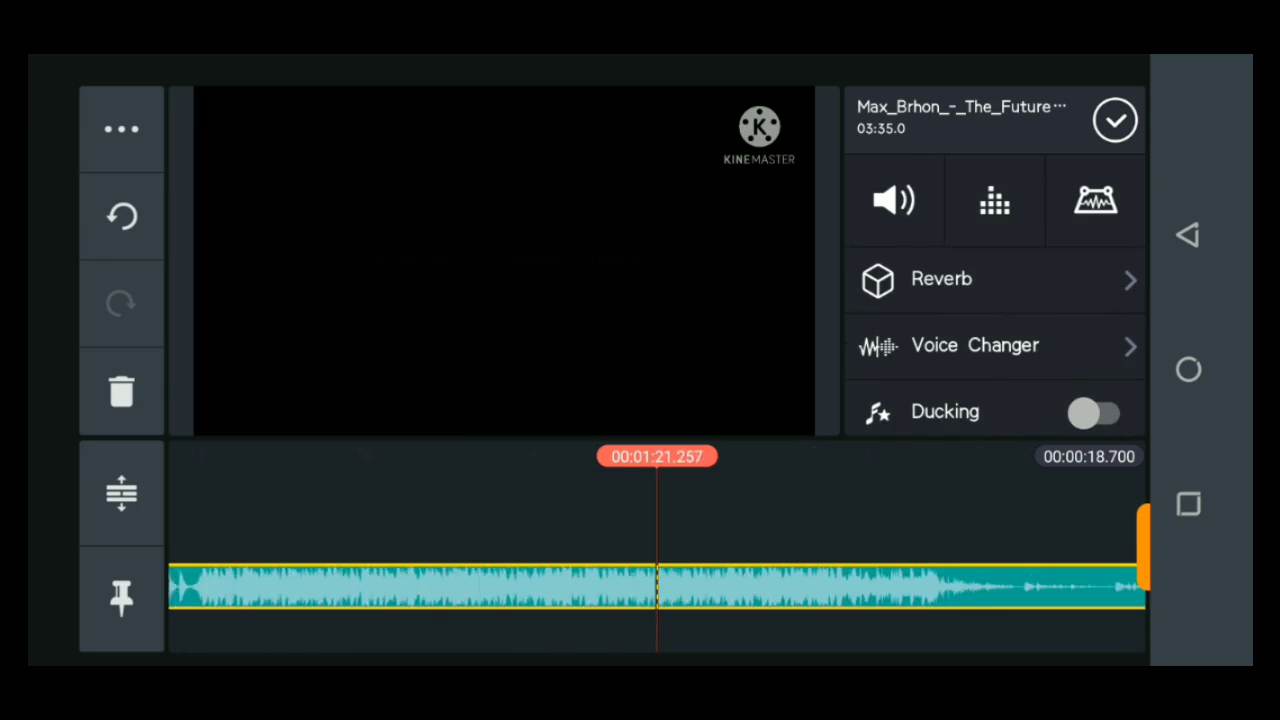 KINEMASTER
Max_Brhon_-_The_Future···
03:35.0
Reverb
Voice Changer
Ducking
00:01:21.257
00:00:18.700